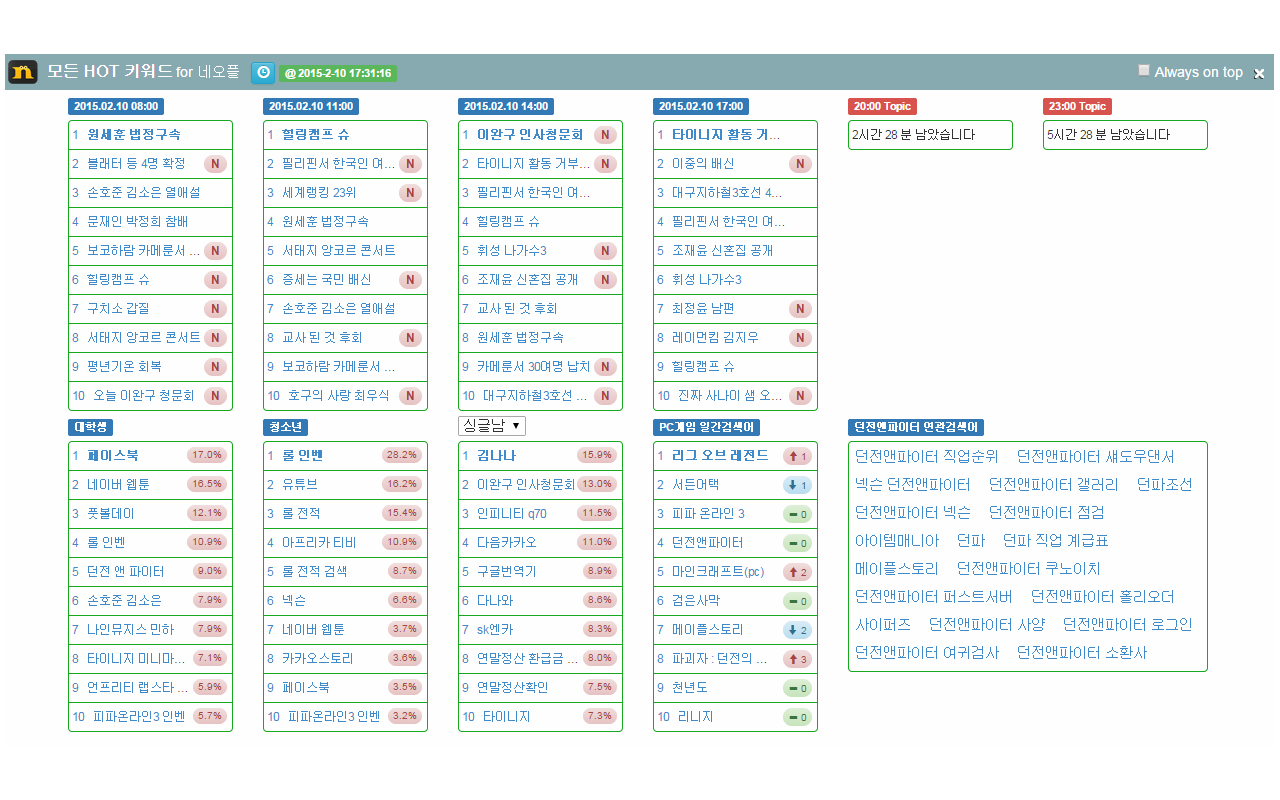 n 모든 HOT 키워드 for 네오플 @ 2015-2-10 17:31:16 Always on top ×
2015.02.10 08:00
1 원세훈 법정구속
2 블래터 등 4명 확정 N
3 손호준 김소은 열애설
4 문재인 박정희 참배
5 보코하람 카메룬서 ... N
6 힐링캠프 슈 N
7 구치소 갑질 N
8 서태지 앙코르 콘서트 N
9 평년기온 회복 N
10 오늘 이완구 청문회 N
2015.02.10 11:00
1 힐링캠프 슈
2 필리핀서 한국인 여... N
3 세계랭킹 23위 N
4 원세훈 법정구속
5 서태지 앙코르 콘서트
6 증세는 국민 배신 N
7 손호준 김소은 열애설
8 교사 된 것 후회 N
9 보코하람 카메룬서 ...
10 호구의 사랑 최우식 N
2015.02.10 14:00
1 이완구 인사청문회 N
2 타이니지 활동 거부... N
3 필리핀서 한국인 여...
4 힐링캠프 슈
5 휘성 나가수3 N
6 조재윤 신혼집 공개 N
7 교사 된 것 후회
8 원세훈 법정구속
9 카메룬서 30여명 납치 N
10 대구지하철3호선 ... N
2015.02.10 17:00
1 타이니지 활동 거...
2 이중의 배신 N
3 대구지하철3호선 4...
4 필리핀서 한국인 여...
5 조재윤 신혼집 공개
6 휘성 나가수3
7 최정윤 남편 N
8 레이먼킴 김지우 N
9 힐링캠프 슈
10 진짜 사나이 샘 오... N
20:00 Topic
2시간 28 분 남았습니다
23:00 Topic
5시간 28 분 남았습니다
대학생
1 페이스북 17.0%
2 네이버 웹툰 16.5%
3 풋볼데이 12.1%
4 롤 인벤 10.9%
5 던전 앤 파이터 9.0%
6 손호준 김소은 7.9%
7 나인뮤지스 민하 7.9%
8 타이니지 미니마... 7.1%
9 언프리티 랩스타 ... 5.9%
10 피파온라인3 인벤 5.7%
청소년
1 롤 인벤 28.2%
2 유튜브 16.2%
3 롤 전적 15.4%
4 아프리카 티비 10.9%
5 롤 전적 검색 8.7%
6 넥슨 6.6%
7 네이버 웹툰 3.7%
8 카카오스토리 3.6%
9 페이스북 3.5%
10 피파온라인3 인벤 3.2%
싱글남 ▼
1 김나나 15.9%
2 이완구 인사청문회 13.0%
3 인피니티 q70 11.5%
4 다음카카오 11.0%
5 구글번역기 8.9%
6 다나와 8.6%
7 sk엔카 8.3%
8 연말정산 환급금 ... 8.0%
9 연말정산확인 7.5%
10 타이니지 7.3%
PC게임 일간검색어
1 리그 오브 레전드 ↑ 1
2 서든어택 ↓ 1
3 피파 온라인 3 − 0
4 던전앤파이터 − 0
5 마인크래프트(pc) ↑ 2
6 검은사막 − 0
7 메이플스토리 ↓ 2
8 파괴자 : 던전의 ... ↑ 3
9 천년도 − 0
10 리니지 − 0
던전앤파이터 연관검색어
던전앤파이터 직업순위 던전앤파이터 섀도우댄서
넥슨 던전앤파이터 던전앤파이터 갤러리 던파조선
던전앤파이터 넥슨 던전앤파이터 점검
아이템매니아 던파 던파 직업 계급표
메이플스토리 던전앤파이터 쿠노이치
던전앤파이터 퍼스트서버 던전앤파이터 홀리오더
사이퍼즈 던전앤파이터 사양 던전앤파이터 로그인
던전앤파이터 여귀검사 던전앤파이터 소환사